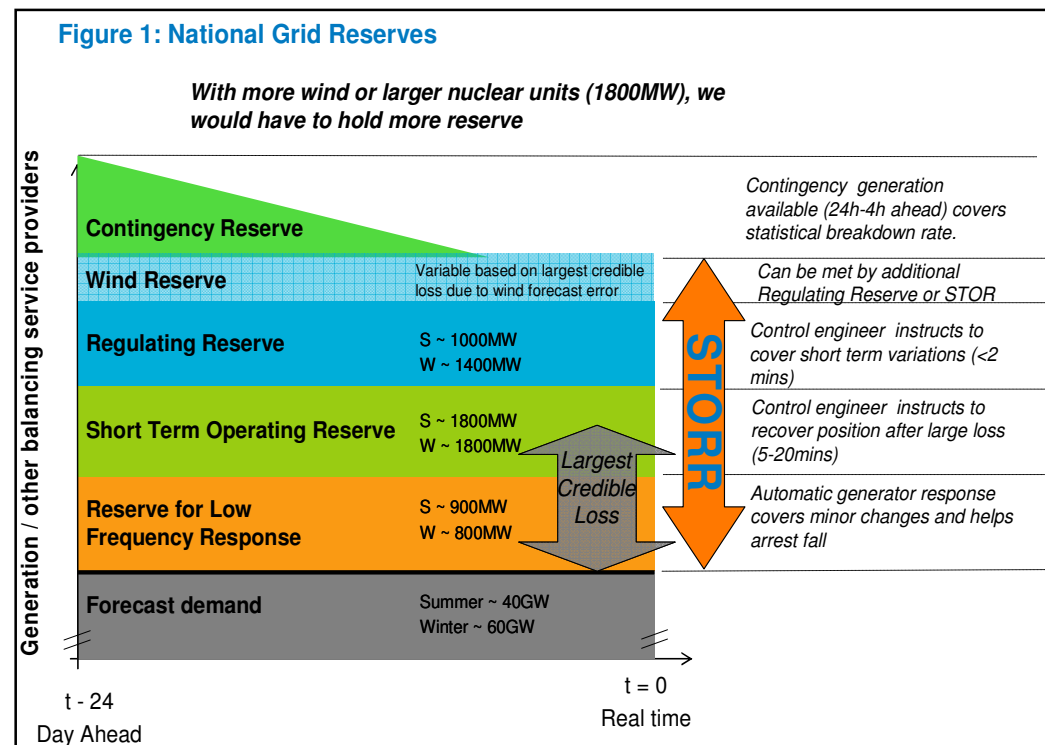 Figure 1: National Grid Reserves
With more wind or larger nuclear units (1800MW), we
would have to hold more reserve
Generation / other balancing service providers
Contingency Reserve
Contingency generation
available (24h-4h ahead) covers
statistical breakdown rate.
Wind Reserve
Variable based on largest credible
loss due to wind forecast error
Can be met by additional
Regulating Reserve or STOR
Regulating Reserve
S ~ 1000MW
W ~ 1400MW
Control engineer instructs to
cover short term variations (<2
mins)
Short Term Operating Reserve
S ~ 1800MW
W ~ 1800MW
Control engineer instructs to
recover position after large loss
(5-20mins)
Reserve for Low
Frequency Response
S ~ 900MW
W ~ 800MW
Largest
Credible
Loss
STORR
Automatic generator response
covers minor changes and helps
arrest fall
Forecast demand
Summer ~ 40GW
Winter ~ 60GW
t - 24
Day Ahead
t = 0
Real time